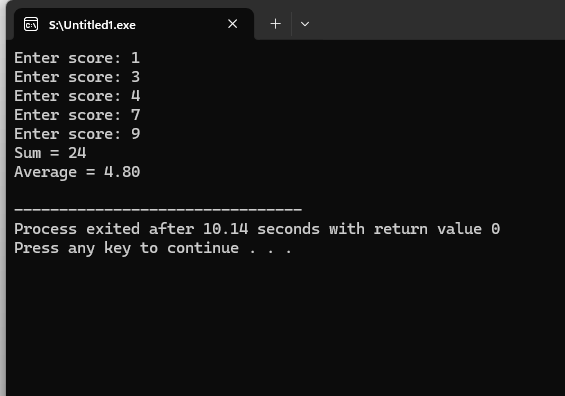 S:\Untitled1.exe
Enter score: 1
Enter score: 3
Enter score: 4
Enter score: 7
Enter score: 9
Sum = 24
Average = 4.80
--------------------------------
Process exited after 10.14 seconds with return value 0
Press any key to continue . . .